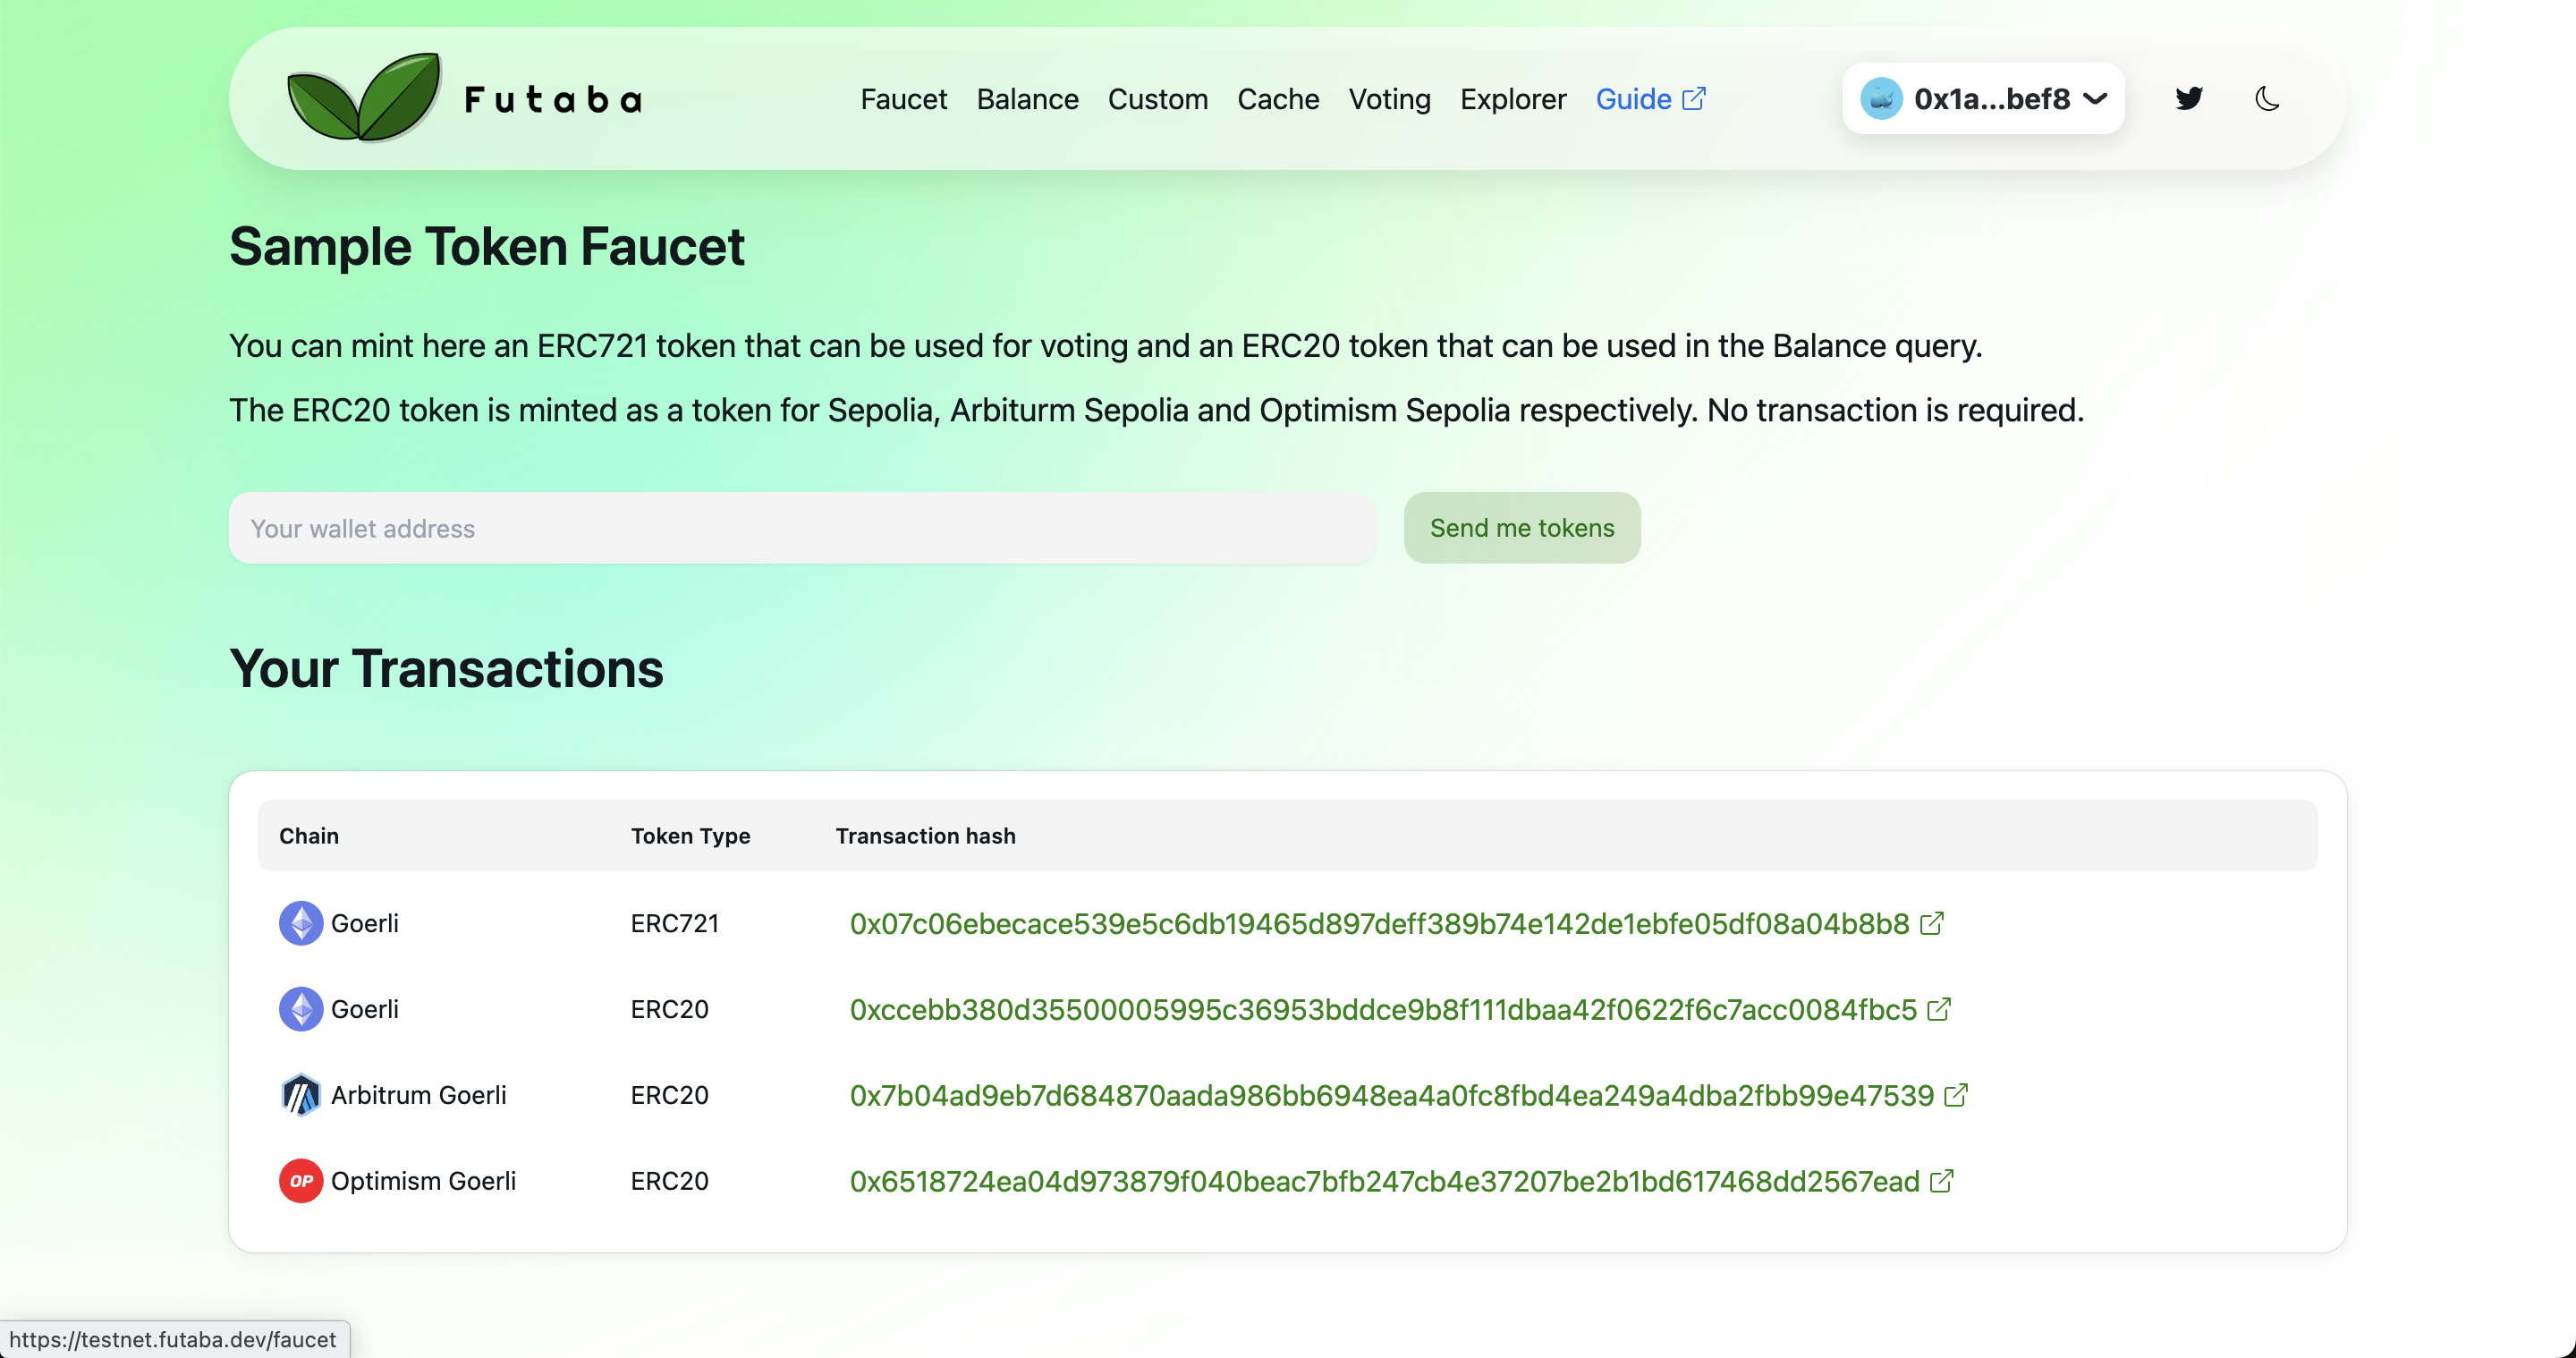 Futaba
Faucet Balance Custom Cache Voting Explorer Guide
0x1a...bef8
Sample Token Faucet
You can mint here an ERC721 token that can be used for voting and an ERC20 token that can be used in the Balance query.
The ERC20 token is minted as a token for Sepolia, Arbiturm Sepolia and Optimism Sepolia respectively. No transaction is required.
Your wallet address
Send me tokens
Your Transactions
Chain Token Type Transaction hash
Goerli ERC721 0x07c06ebecace539e5c6db19465d897deff389b74e142de1ebfe05df08a04b8b8
Goerli ERC20 0xccebb380d35500005995c36953bddce9b8f111dbaa42f0622f6c7acc0084fbc5
Arbitrum Goerli ERC20 0x7b04ad9eb7d684870aada986bb6948ea4a0fc8fbd4ea249a4dba2fbb99e47539
OP Optimism Goerli ERC20 0x6518724ea04d973879f040beac7bfb247cb4e37207be2b1bd617468dd2567ead
https://testnet.futaba.dev/faucet